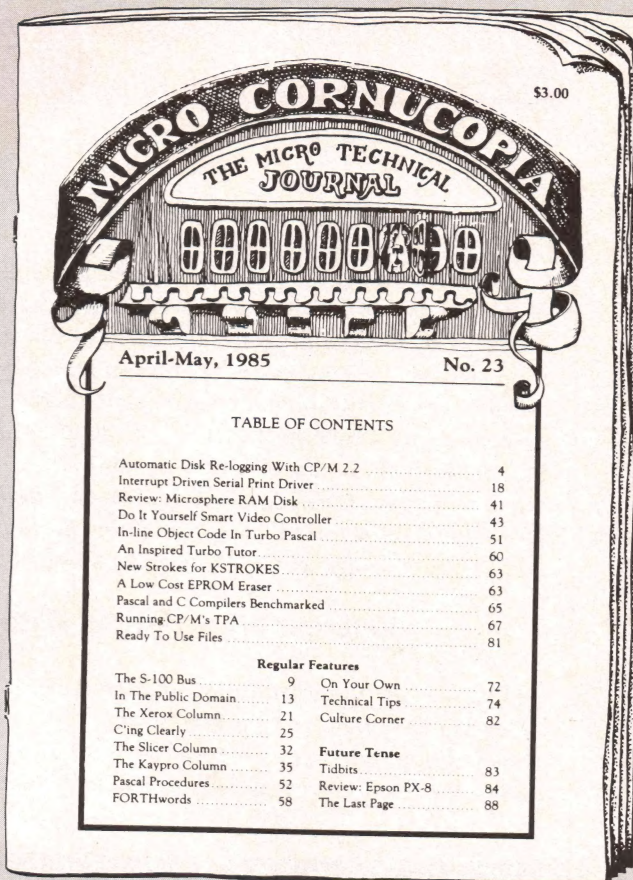 $3.00
MICRO CORNUCOPIA
THE MICRO TECHNICAL
JOURNAL
April-May, 1985 No. 23
TABLE OF CONTENTS
Automatic Disk Re-logging With CP/M 2.2 4
Interrupt Driven Serial Print Driver 18
Review: Microsphere RAM Disk 41
Do It Yourself Smart Video Controller 43
In-line Object Code In Turbo Pascal 51
An Inspired Turbo Tutor 60
New Strokes for KSTROKES 63
A Low Cost EPROM Eraser 63
Pascal and C Compilers Benchmarked 65
Running CP/M's TPA 67
Ready To Use Files 81
Regular Features
The S-100 Bus 9
In The Public Domain 13
The Xerox Column 21
C'ing Clearly 25
The Slicer Column 32
The Kaypro Column 35
Pascal Procedures 52
FORTHwords 58
On Your Own 72
Technical Tips 74
Culture Corner 82
Future Tense
Tidbits 83
Review: Epson PX-8 84
The Last Page 88